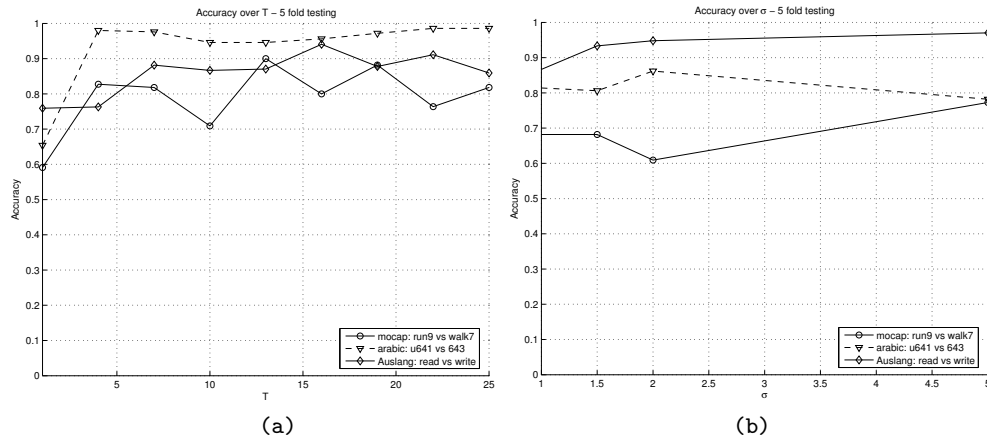 Accuracy over T − 5 fold testing
1
0.9
0.8
0.7
0.6
0.5
0.4
0.3
0.2
0.1
0
Accuracy
5
10
15
20
25
T
mocap: run9 vs walk7
arabic: u641 vs 643
Auslang: read vs write
(a)
Accuracy over σ − 5 fold testing
1
0.9
0.8
0.7
0.6
0.5
0.4
0.3
0.2
0.1
0
Accuracy
1
1.5
2
2.5
3
3.5
4
4.5
5
σ
mocap: run9 vs walk7
arabic: u641 vs 643
Auslang: read vs write
(b)